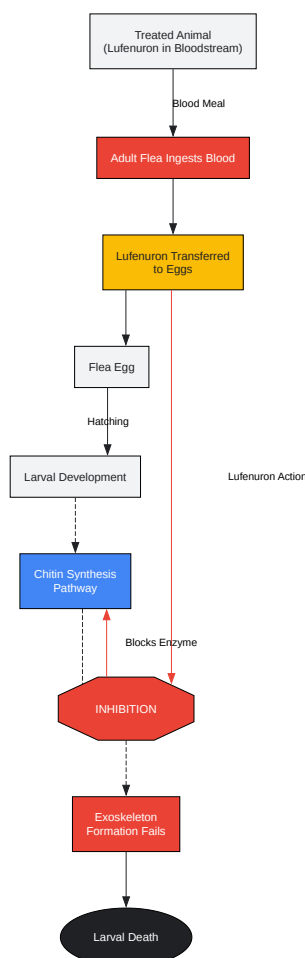 Treated Animal
(Lufenuron in Bloodstream)
Blood Meal
Adult Flea Ingests Blood
Lufenuron Transferred
to Eggs
Flea Egg
Hatching
Larval Development
Lufenuron Action
Chitin Synthesis
Pathway
Blocks Enzyme
INHIBITION
Exoskeleton
Formation Fails
Larval Death